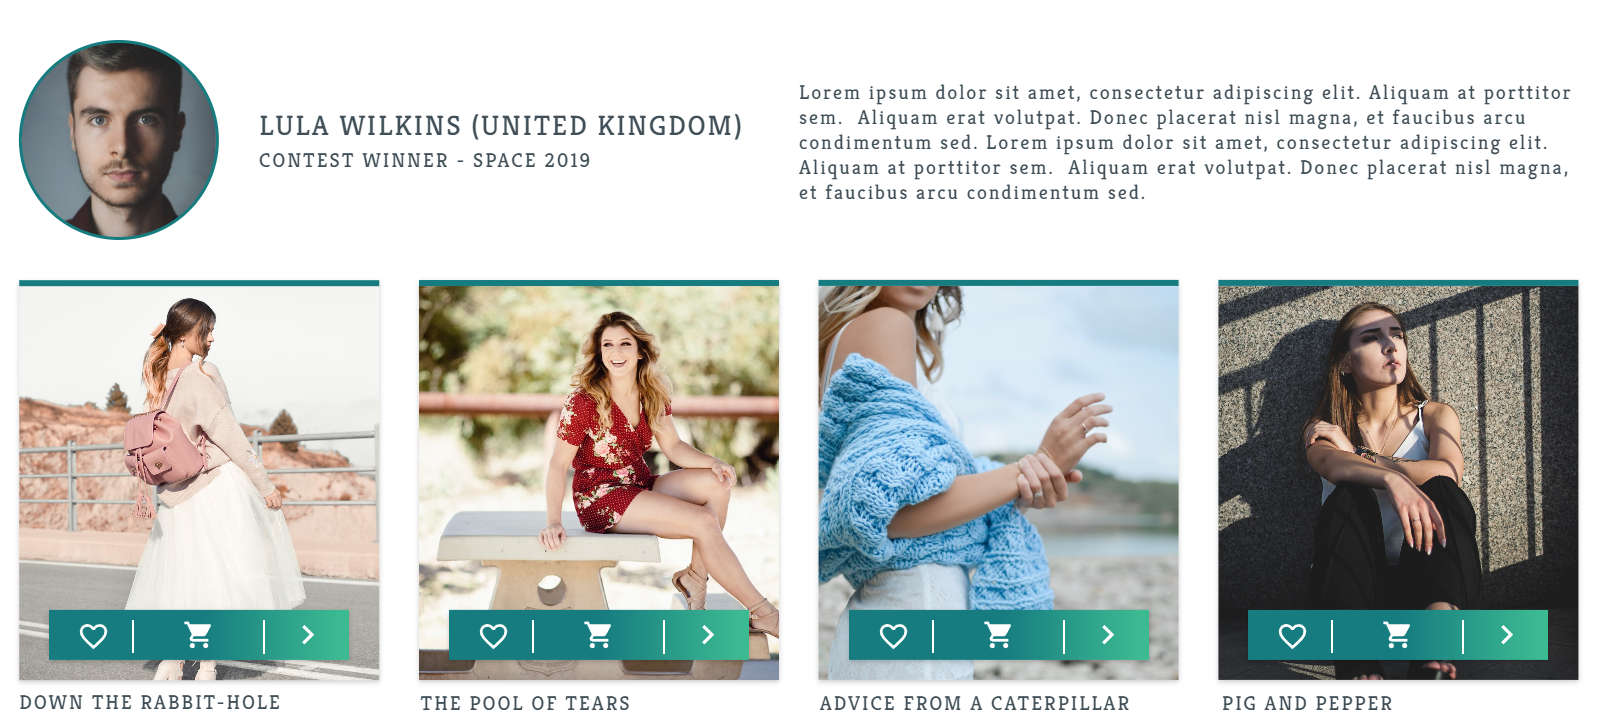 LULA WILKINS (UNITED KINGDOM)
CONTEST WINNER - SPACE 2019
Lorem ipsum dolor sit amet, consectetur adipiscing elit. Aliquam at porttitor
sem.  Aliquam erat volutpat. Donec placerat nisl magna, et faucibus arcu
condimentum sed. Lorem ipsum dolor sit amet, consectetur adipiscing elit.
Aliquam at porttitor sem.  Aliquam erat volutpat. Donec placerat nisl magna,
et faucibus arcu condimentum sed.
DOWN THE RABBIT-HOLE
THE POOL OF TEARS
ADVICE FROM A CATERPILLAR
PIG AND PEPPER